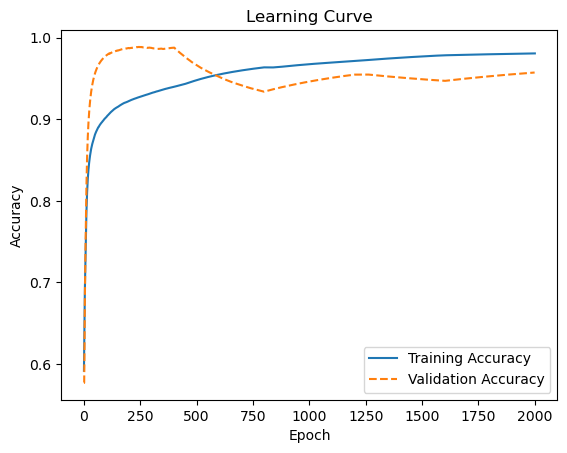 Learning Curve
1.0
0.9
0.8
0.7
0.6
Accuracy
0 250 500 750 1000 1250 1500 1750 2000
Epoch
Training Accuracy
Validation Accuracy